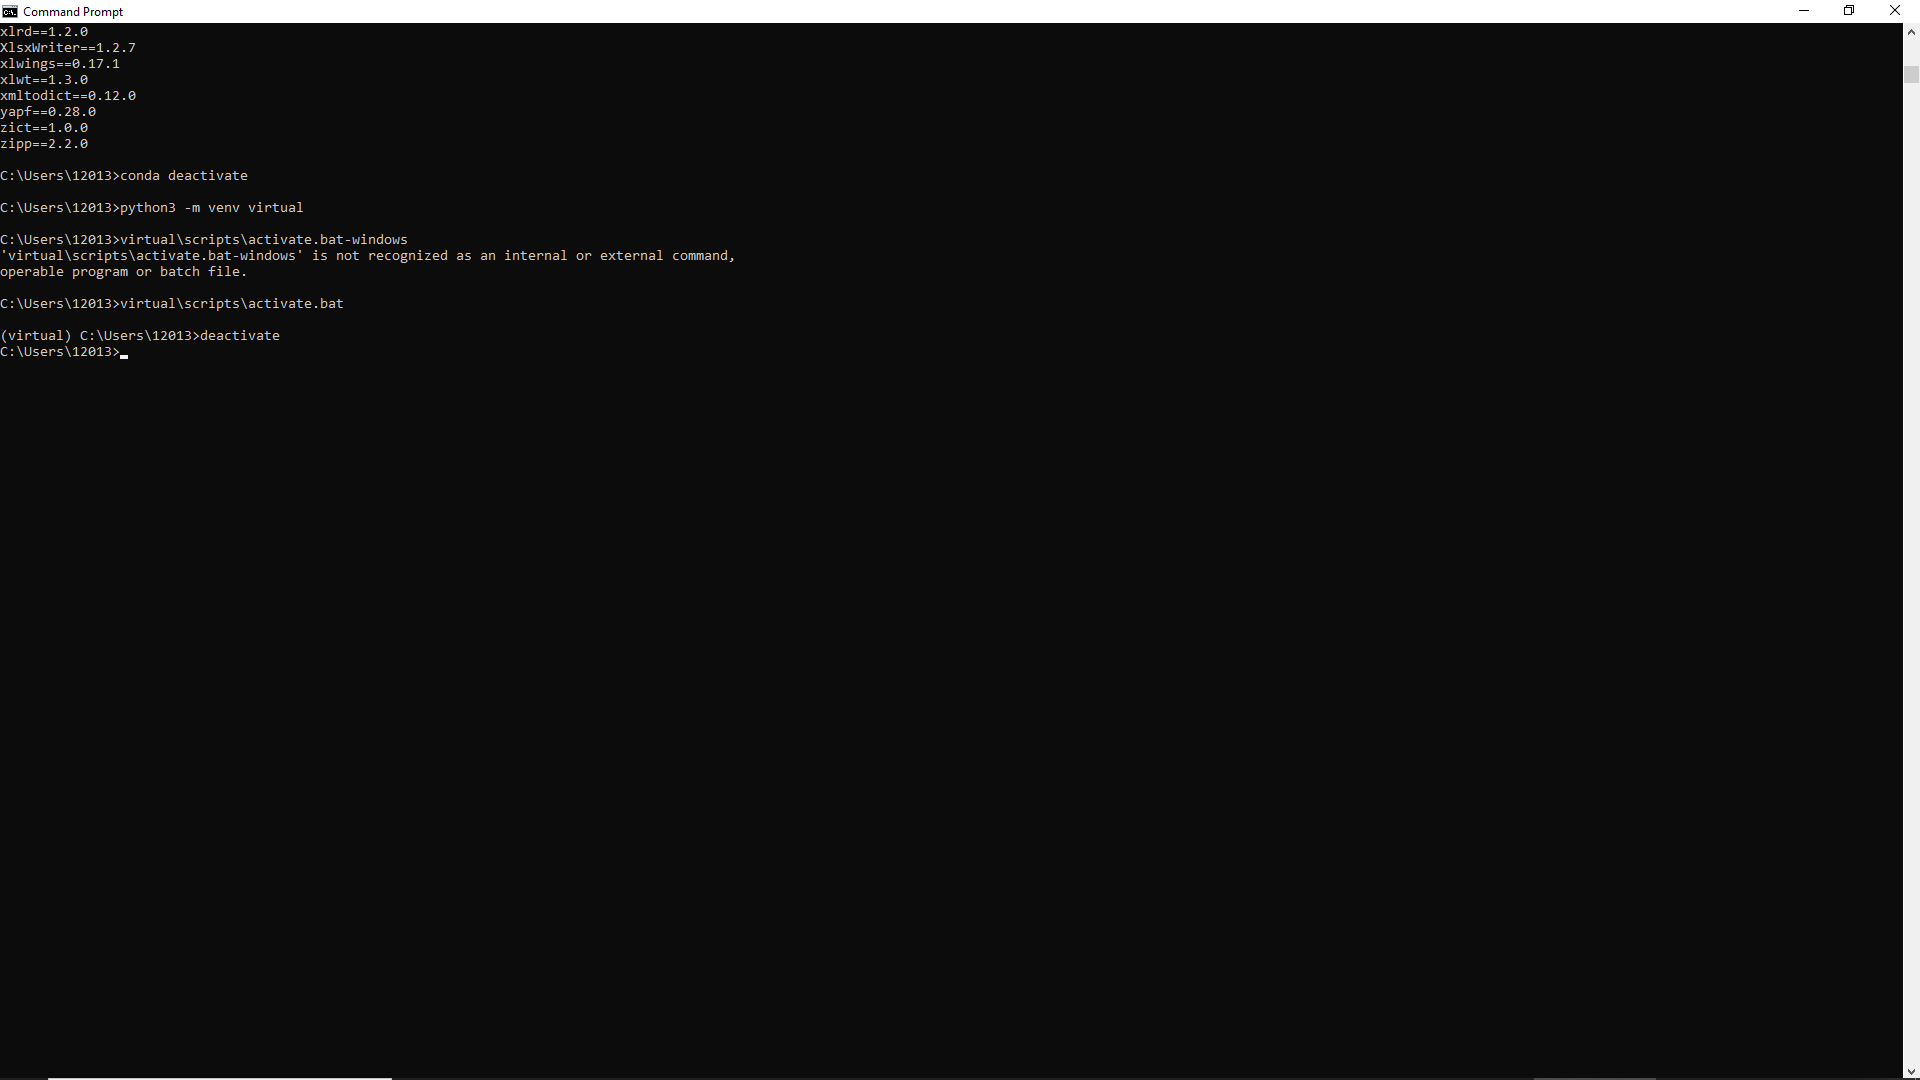 Command Prompt
xlrd==1.2.0
XlsxWriter==1.2.7
xlwings==0.17.1
xlwt==1.3.0
xmltodict==0.12.0
yapf==0.28.0
zict==1.0.0
zipp==2.2.0
C:\Users\12013>conda deactivate
C:\Users\12013>python3 -m venv virtual
C:\Users\12013>virtual\scripts\activate.bat-windows
'virtual\scripts\activate.bat-windows' is not recognized as an internal or external command,
operable program or batch file.
C:\Users\12013>virtual\scripts\activate.bat
(virtual) C:\Users\12013>deactivate
C:\Users\12013>